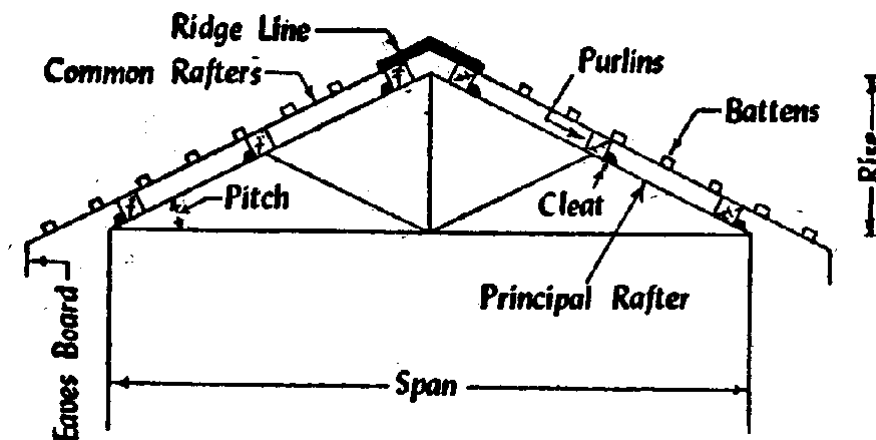 Ridge Line
Common Rafters
Purlins
Battens
Rise
Pitch
Cleat
Principal Rafter
Eaves Board
Span